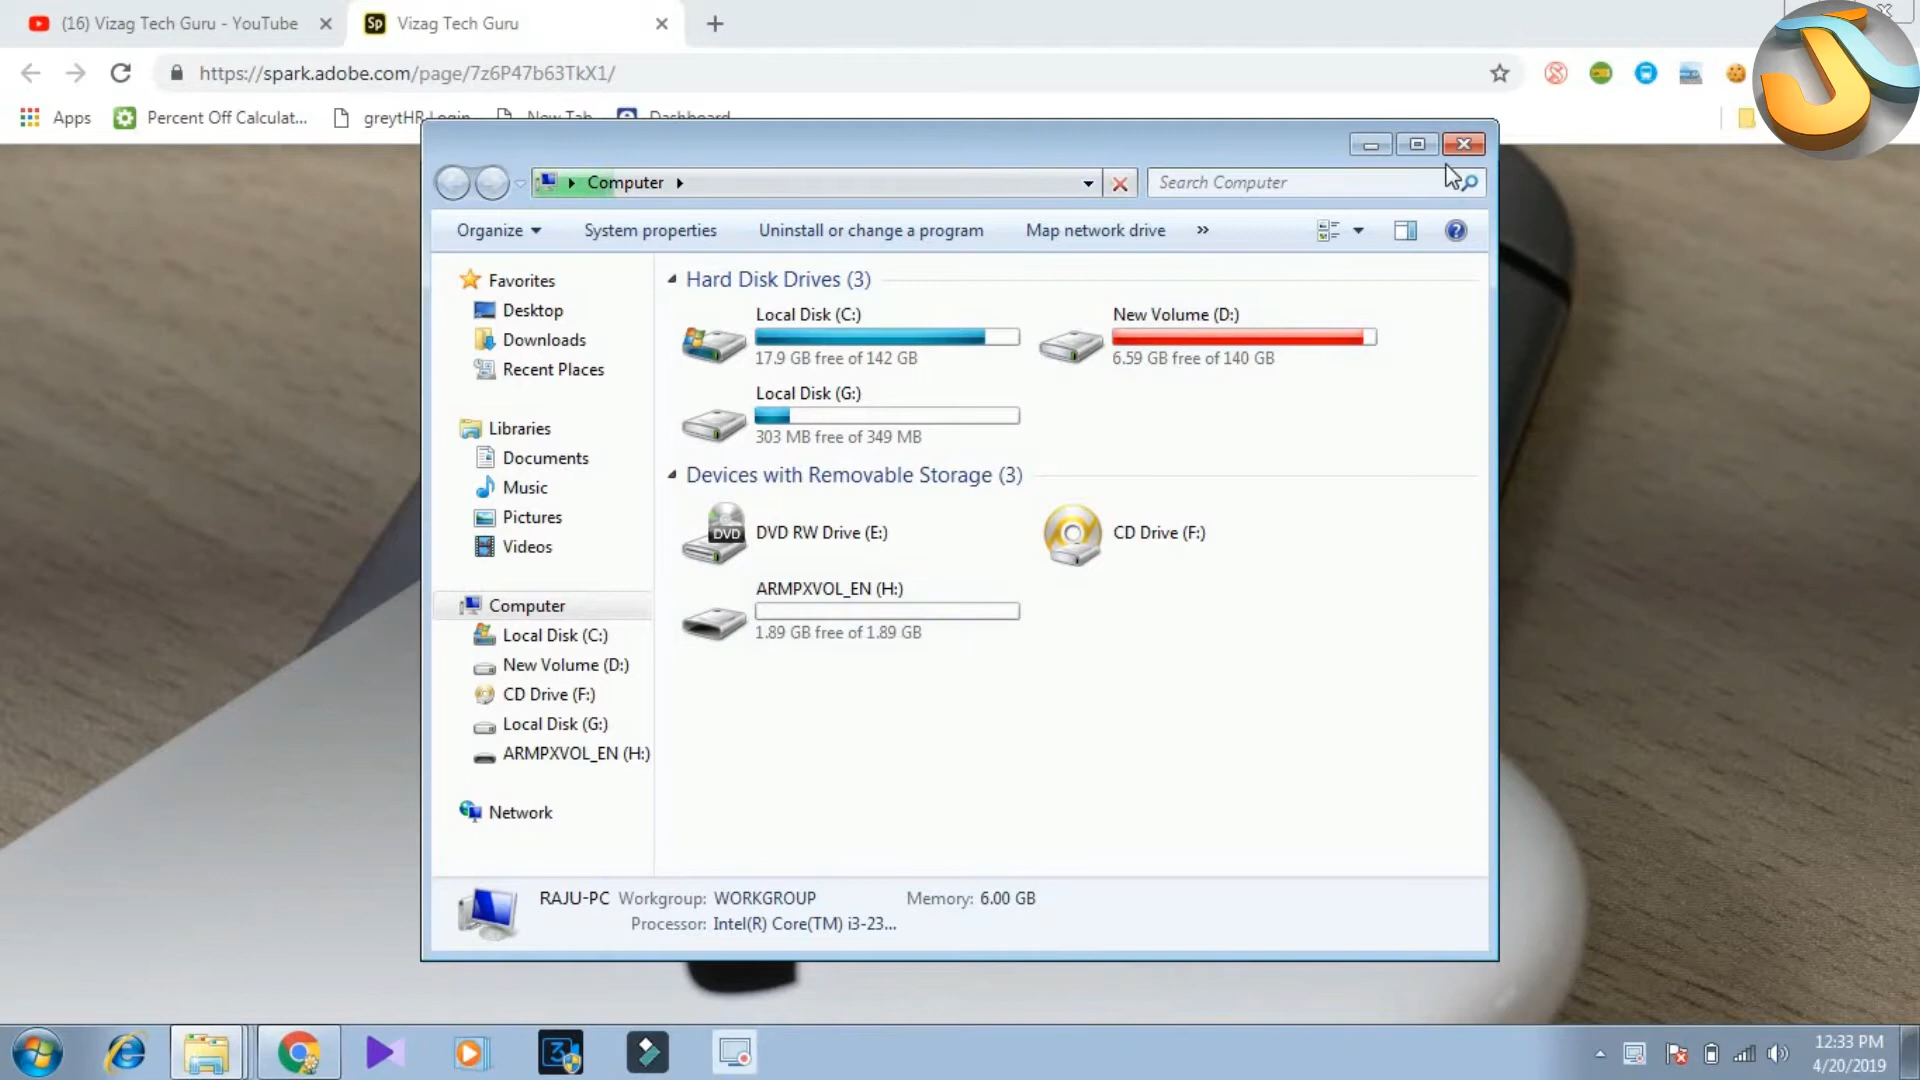 (16) Vizag Tech Guru - YouTube
Sp Vizag Tech Guru
https://spark.adobe.com/page/7z6P47b63TkX1/
Apps Percent Off Calculat... greytHR Login New Tab Dashboard
Computer
Search Computer
Organize System properties Uninstall or change a program Map network drive »
Favorites
Desktop
Downloads
Recent Places
Libraries
Documents
Music
Pictures
Videos
Computer
Local Disk (C:)
New Volume (D:)
CD Drive (F:)
Local Disk (G:)
ARMPXVOL_EN (H:)
Network
Hard Disk Drives (3)
Local Disk (C:)
17.9 GB free of 142 GB
New Volume (D:)
6.59 GB free of 140 GB
Local Disk (G:)
303 MB free of 349 MB
Devices with Removable Storage (3)
DVD
DVD RW Drive (E:)
CD Drive (F:)
ARMPXVOL_EN (H:)
1.89 GB free of 1.89 GB
RAJU-PC Workgroup: WORKGROUP Memory: 6.00 GB
Processor: Intel(R) Core(TM) i3-23...
12:33 PM
4/20/2019